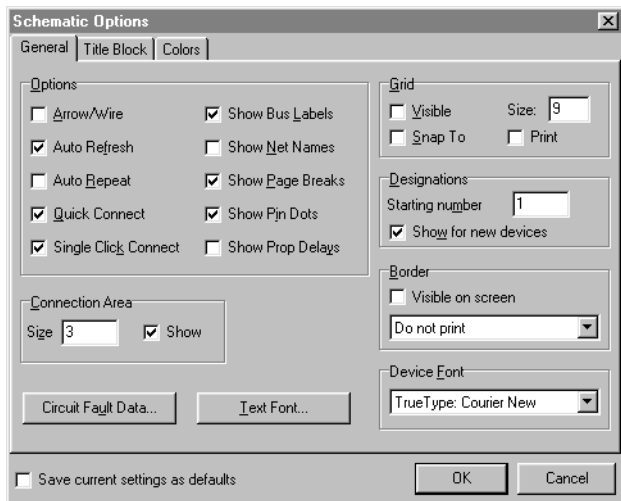 Schematic Options
General Title Block Colors
Options
Arrow/Wire
Auto Refresh
Auto Repeat
Quick Connect
Single Click Connect
Show Bus Labels
Show Net Names
Show Page Breaks
Show Pin Dots
Show Prop Delays
Connection Area
Size 3 Show
Circuit Fault Data... Text Font...
Grid
Visible Size: 9
Snap To Print
Designations
Starting number 1
Show for new devices
Border
Visible on screen
Do not print
Device Font
TrueType: Courier New
Save current settings as defaults
OK Cancel